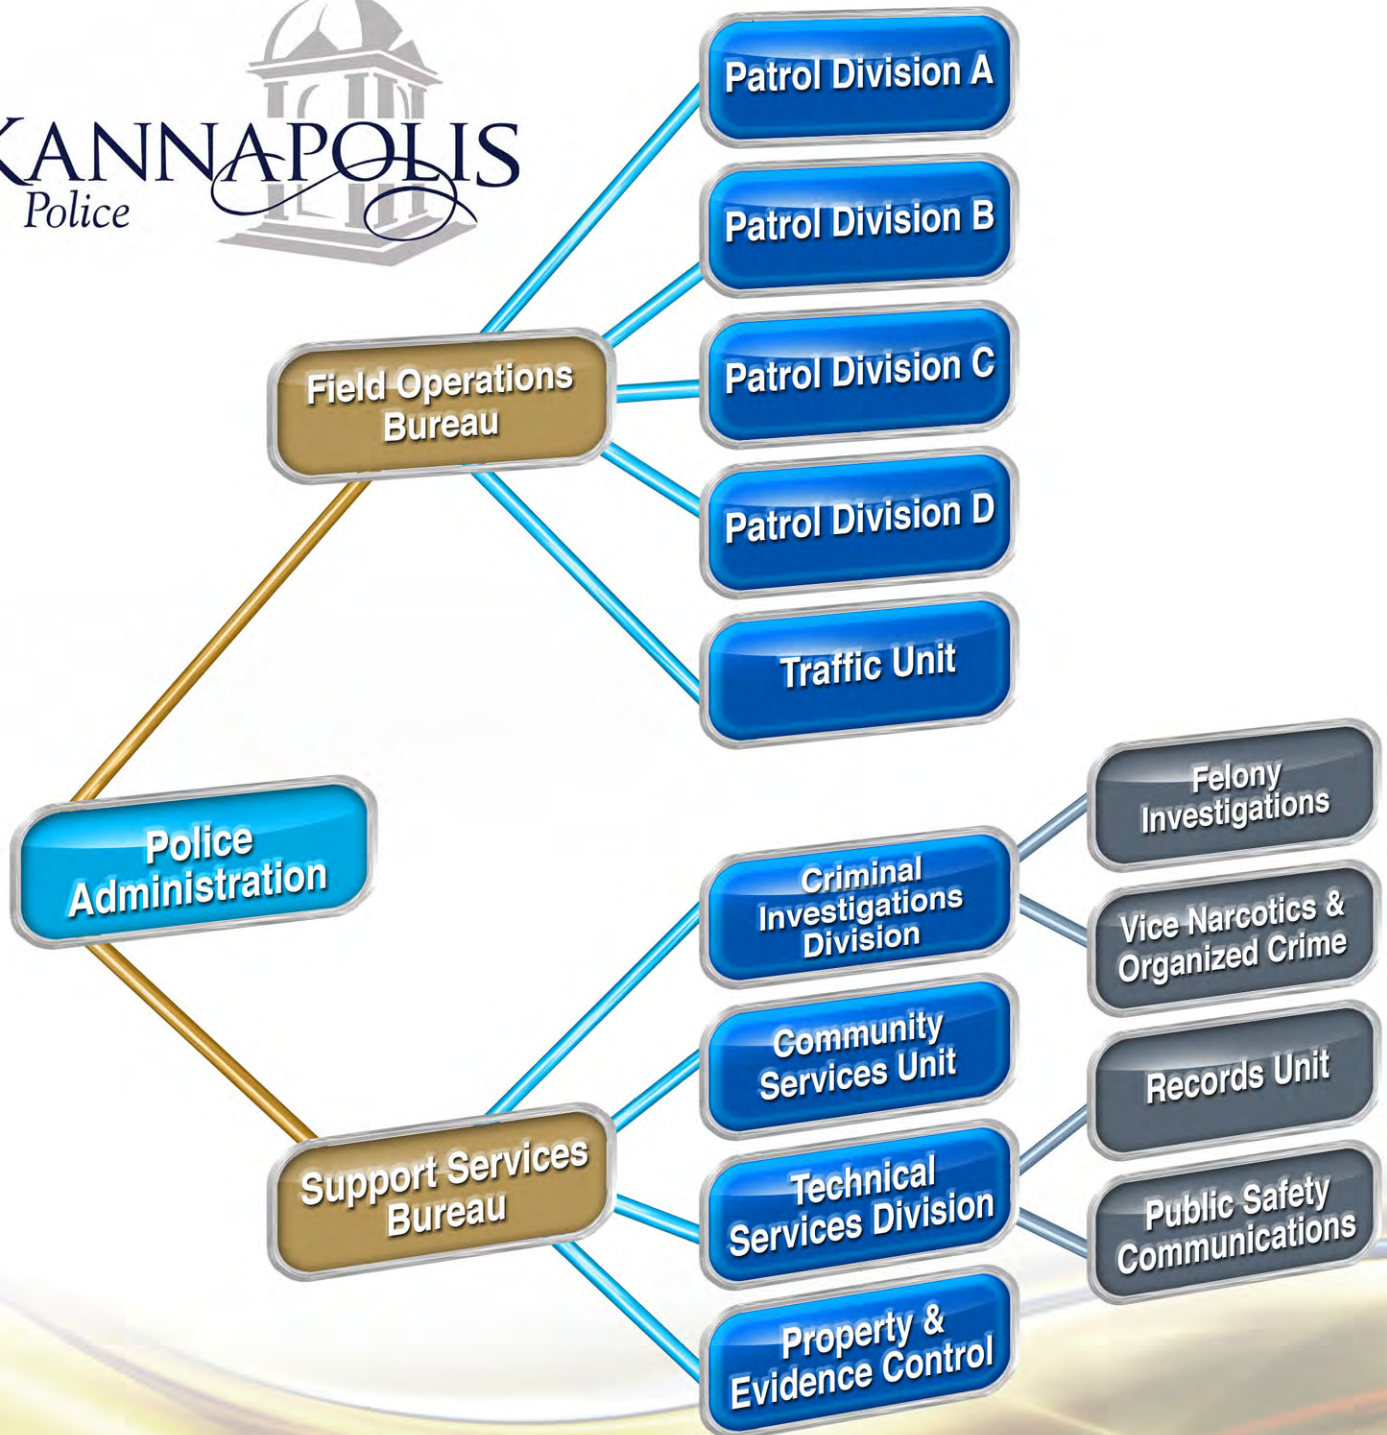 KANNAPOLIS
Police
Patrol Division A
Patrol Division B
Patrol Division C
Patrol Division D
Traffic Unit
Field Operations
Bureau
Police
Administration
Support Services
Bureau
Criminal
Investigations
Division
Community
Services Unit
Technical
Services Division
Property &
Evidence Control
Felony
Investigations
Vice Narcotics &
Organized Crime
Records Unit
Public Safety
Communications